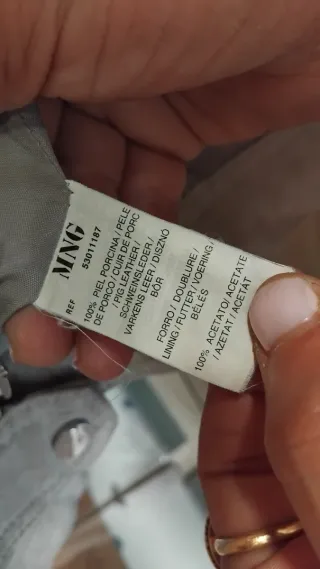 MNG
REF 53011187
100% PIEL PORCINA / PELE
DE PORCO / CUIR DE PORC
/ PIG LEATHER /
SCHWEINSLEDER /
VARKENS LEER / DISZNÓ
BŐR
FORRO / DOUBLURE /
LINING / FUTTER / VOERING /
BÉLÉS
100% ACETATO / ACETATE
/ AZETAT / ACETAT